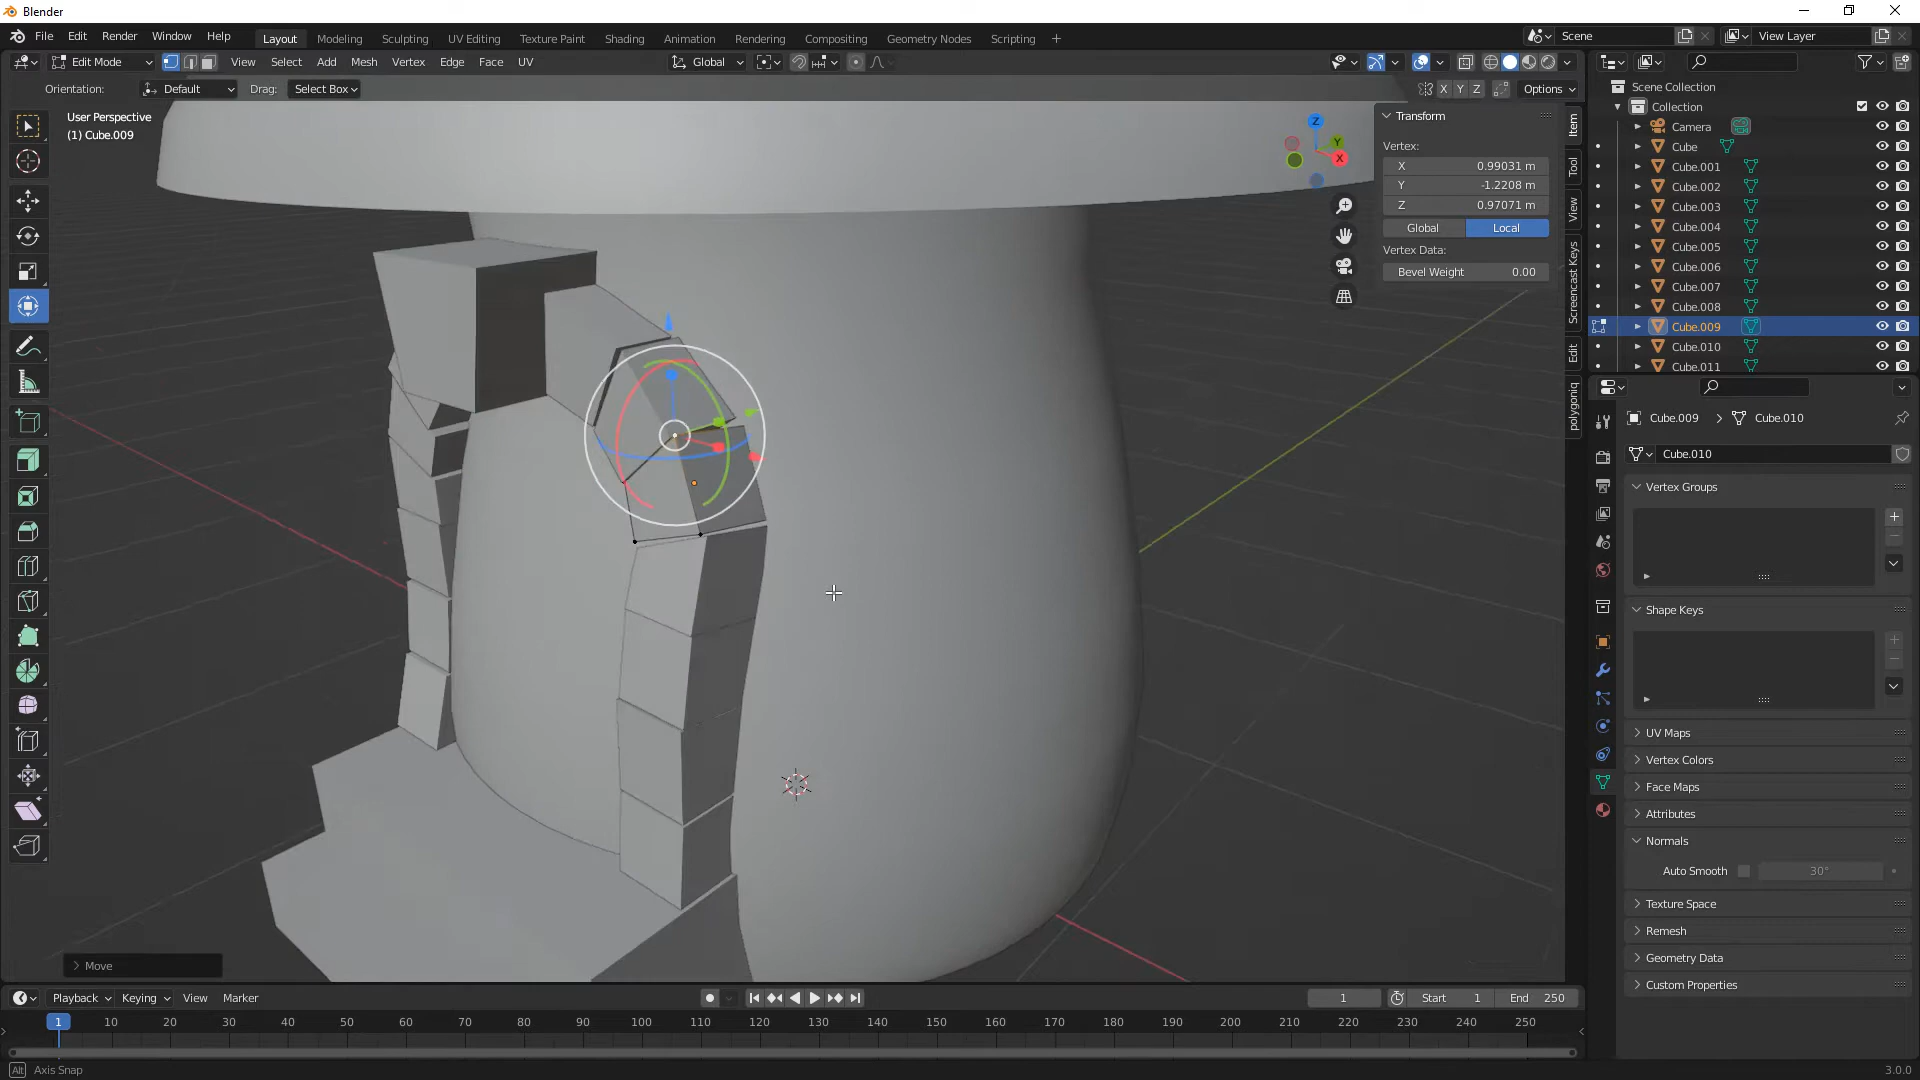 Blender
File Edit Render Window Help Layout Modeling Sculpting UV Editing Texture Paint Shading Animation Rendering Compositing Geometry Nodes Scripting + Scene View Layer
Edit Mode View Select Add Mesh Vertex Edge Face UV Global
Orientation: Default Drag: Select Box X Y Z Options
User Perspective
(1) Cube.009
Z Y X
Transform
Vertex:
X 0.99031 m
Y -1.2208 m
Z 0.97071 m
Global Local
Vertex Data:
Bevel Weight 0.00
Item
Tool
View
Screencast Keys
Edit
polygoniq
Scene Collection
Collection
Camera
Cube
Cube.001
Cube.002
Cube.003
Cube.004
Cube.005
Cube.006
Cube.007
Cube.008
Cube.009
Cube.010
Cube.011
Cube.009 > Cube.010
Cube.010
Vertex Groups
Shape Keys
UV Maps
Vertex Colors
Face Maps
Attributes
Normals
Auto Smooth 30°
Texture Space
Remesh
Geometry Data
Custom Properties
> Move
Playback Keying View Marker 1 Start 1 End 250
1 10 20 30 40 50 60 70 80 90 100 110 120 130 140 150 160 170 180 190 200 210 220 230 240 250
Alt Axis Snap 3.0.0